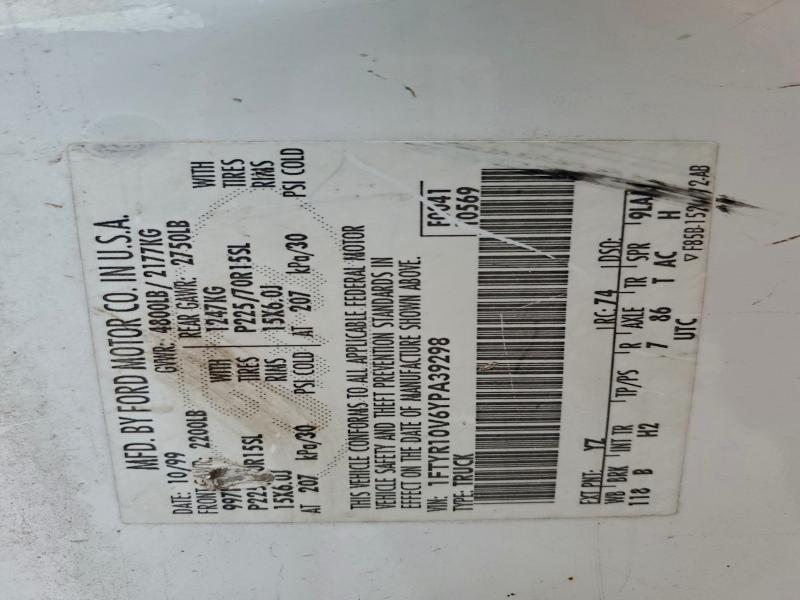 MFD. BY FORD MOTOR CO. IN U.S.A.
DATE: 10/99 GVWR: 4800LB/ 2177KG
FRONT 2200LB REAR GAWR: 2750LB
WITH 1247KG WITH
TIRES P225/70R15SL TIRES
15X6.0J RIMS 15X6.0J RIMS
AT 207 kPa/30 PSI COLD AT 207 kPa/30 PSI COLD
THIS VEHICLE CONFORMS TO ALL APPLICABLE FEDERAL MOTOR
VEHICLE SAFETY AND THEFT PREVENTION STANDARDS IN
EFFECT ON THE DATE OF MANUFACTURE SHOWN ABOVE.
VIN: 1FTYR10V6YPA39298
TYPE: TRUCK
70569
EXT PNT: YZ RC: 74 DSO:
WB BRK INT TR TP/PS R AXLE TR SPR
118 B H2 7 86 T AC H
UTC